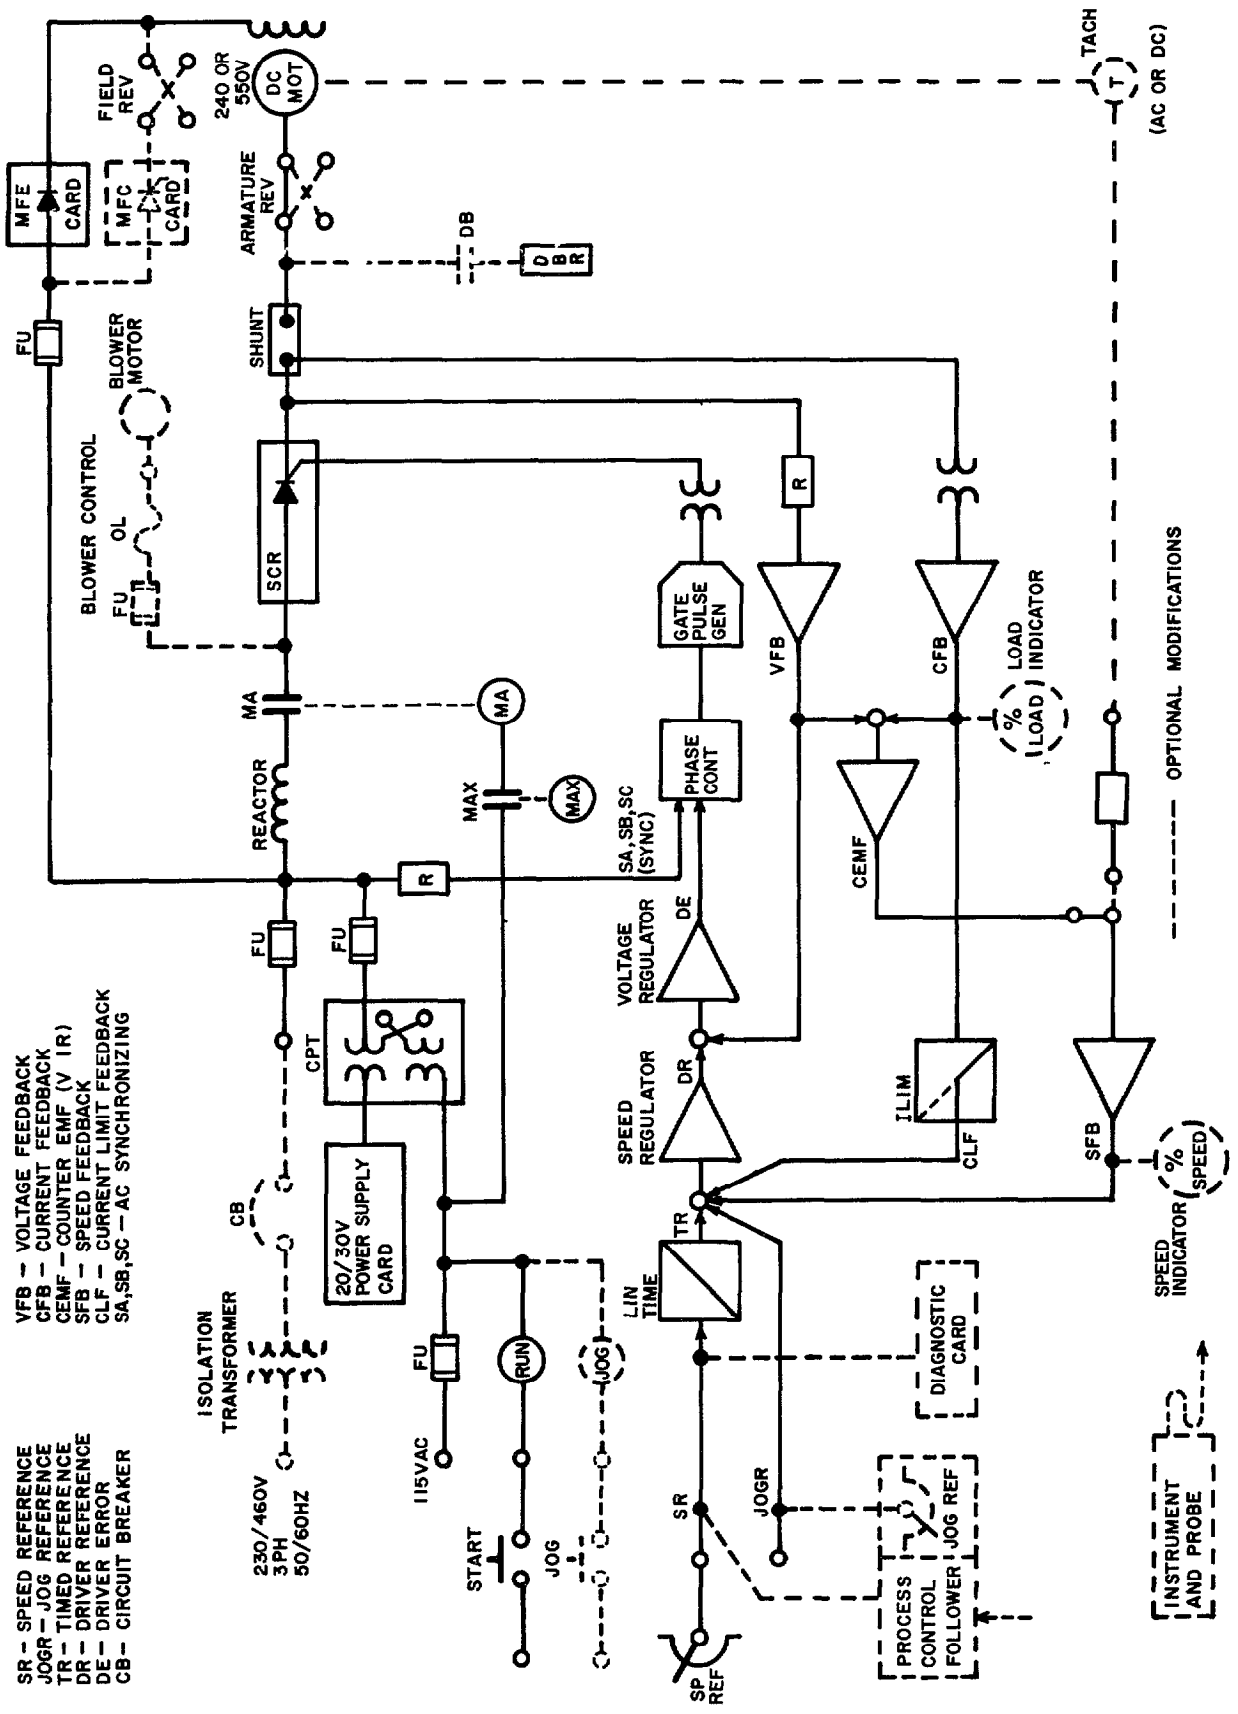 SR – SPEED REFERENCE
JOGR – JOG REFERENCE
TR – TIMED REFERENCE
DR – DRIVER REFERENCE
DE – DRIVER ERROR
CB – CIRCUIT BREAKER
VFB – VOLTAGE FEEDBACK
CFB – CURRENT FEEDBACK
CEMF – COUNTER EMF (V IR)
SFB – SPEED FEEDBACK
CLF – CURRENT LIMIT FEEDBACK
SA,SB,SC – AC SYNCHRONIZING
FU
MFE
CARD
MFC
CARD
FIELD
REV
BLOWER CONTROL
FU
OL
BLOWER
MOTOR
240 OR
550V
DC
MOT
ISOLATION
TRANSFORMER
230/460V
3PH
50/60HZ
CB
FU
REACTOR
MA
SCR
SHUNT
ARMATURE
REV
DB
DBR
20/30V
POWER SUPPLY
CARD
CPT
FU
R
MA
MAX
MAX
115VAC
FU
START
RUN
JOG
JOG
SA,SB,SC
(SYNC)
SP
REF
SR
LIN
TIME
TR
SPEED
REGULATOR
DR
VOLTAGE
REGULATOR
DE
PHASE
CONT
GATE
PULSE
GEN
JOGR
VFB
R
CEMF
CFB
ILIM
CLF
%
LOAD
LOAD
INDICATOR
PROCESS
CONTROL
FOLLOWER
JOG REF
DIAGNOSTIC
CARD
SFB
%
SPEED
SPEED
INDICATOR
TACH
T
(AC OR DC)
INSTRUMENT
AND PROBE
OPTIONAL MODIFICATIONS